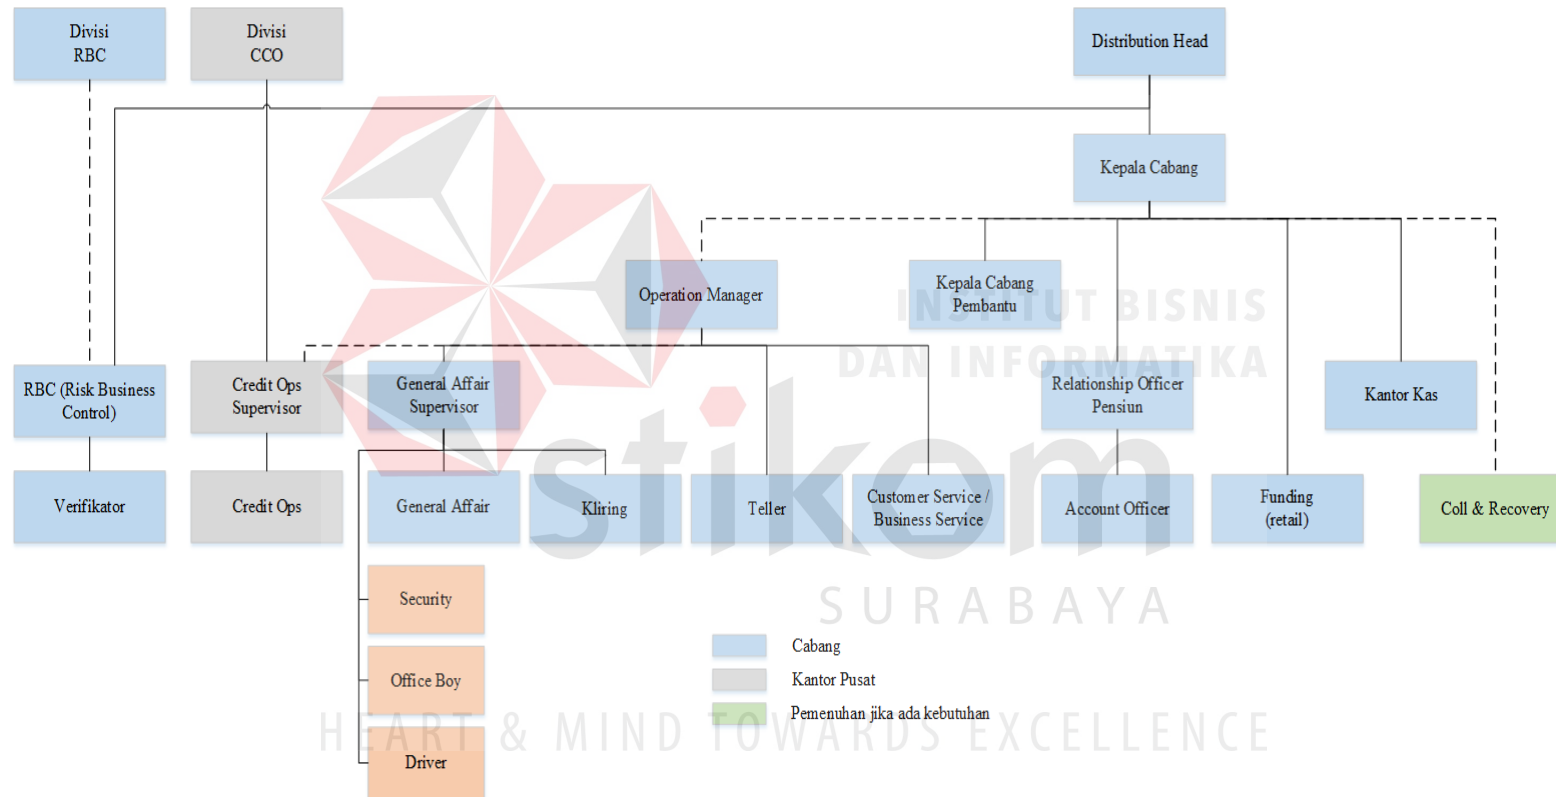 Divisi
RBC
Divisi
CCO
Distribution Head
Kepala Cabang
Operation Manager
Kepala Cabang
Pembantu
INSTITUT BISNIS
DAN INFORMATIKA
RBC (Risk Business
Control)
Credit Ops
Supervisor
General Affair
Supervisor
Relationship Officer
Pensiun
Kantor Kas
stikom
Verifikator
Credit Ops
General Affair
Kliring
Teller
Customer Service /
Business Service
Account Officer
Funding
(retail)
Coll & Recovery
SURABAYA
Security
Office Boy
Driver
Cabang
Kantor Pusat
Pemenuhan jika ada kebutuhan
HEART & MIND TOWARDS EXCELLENCE